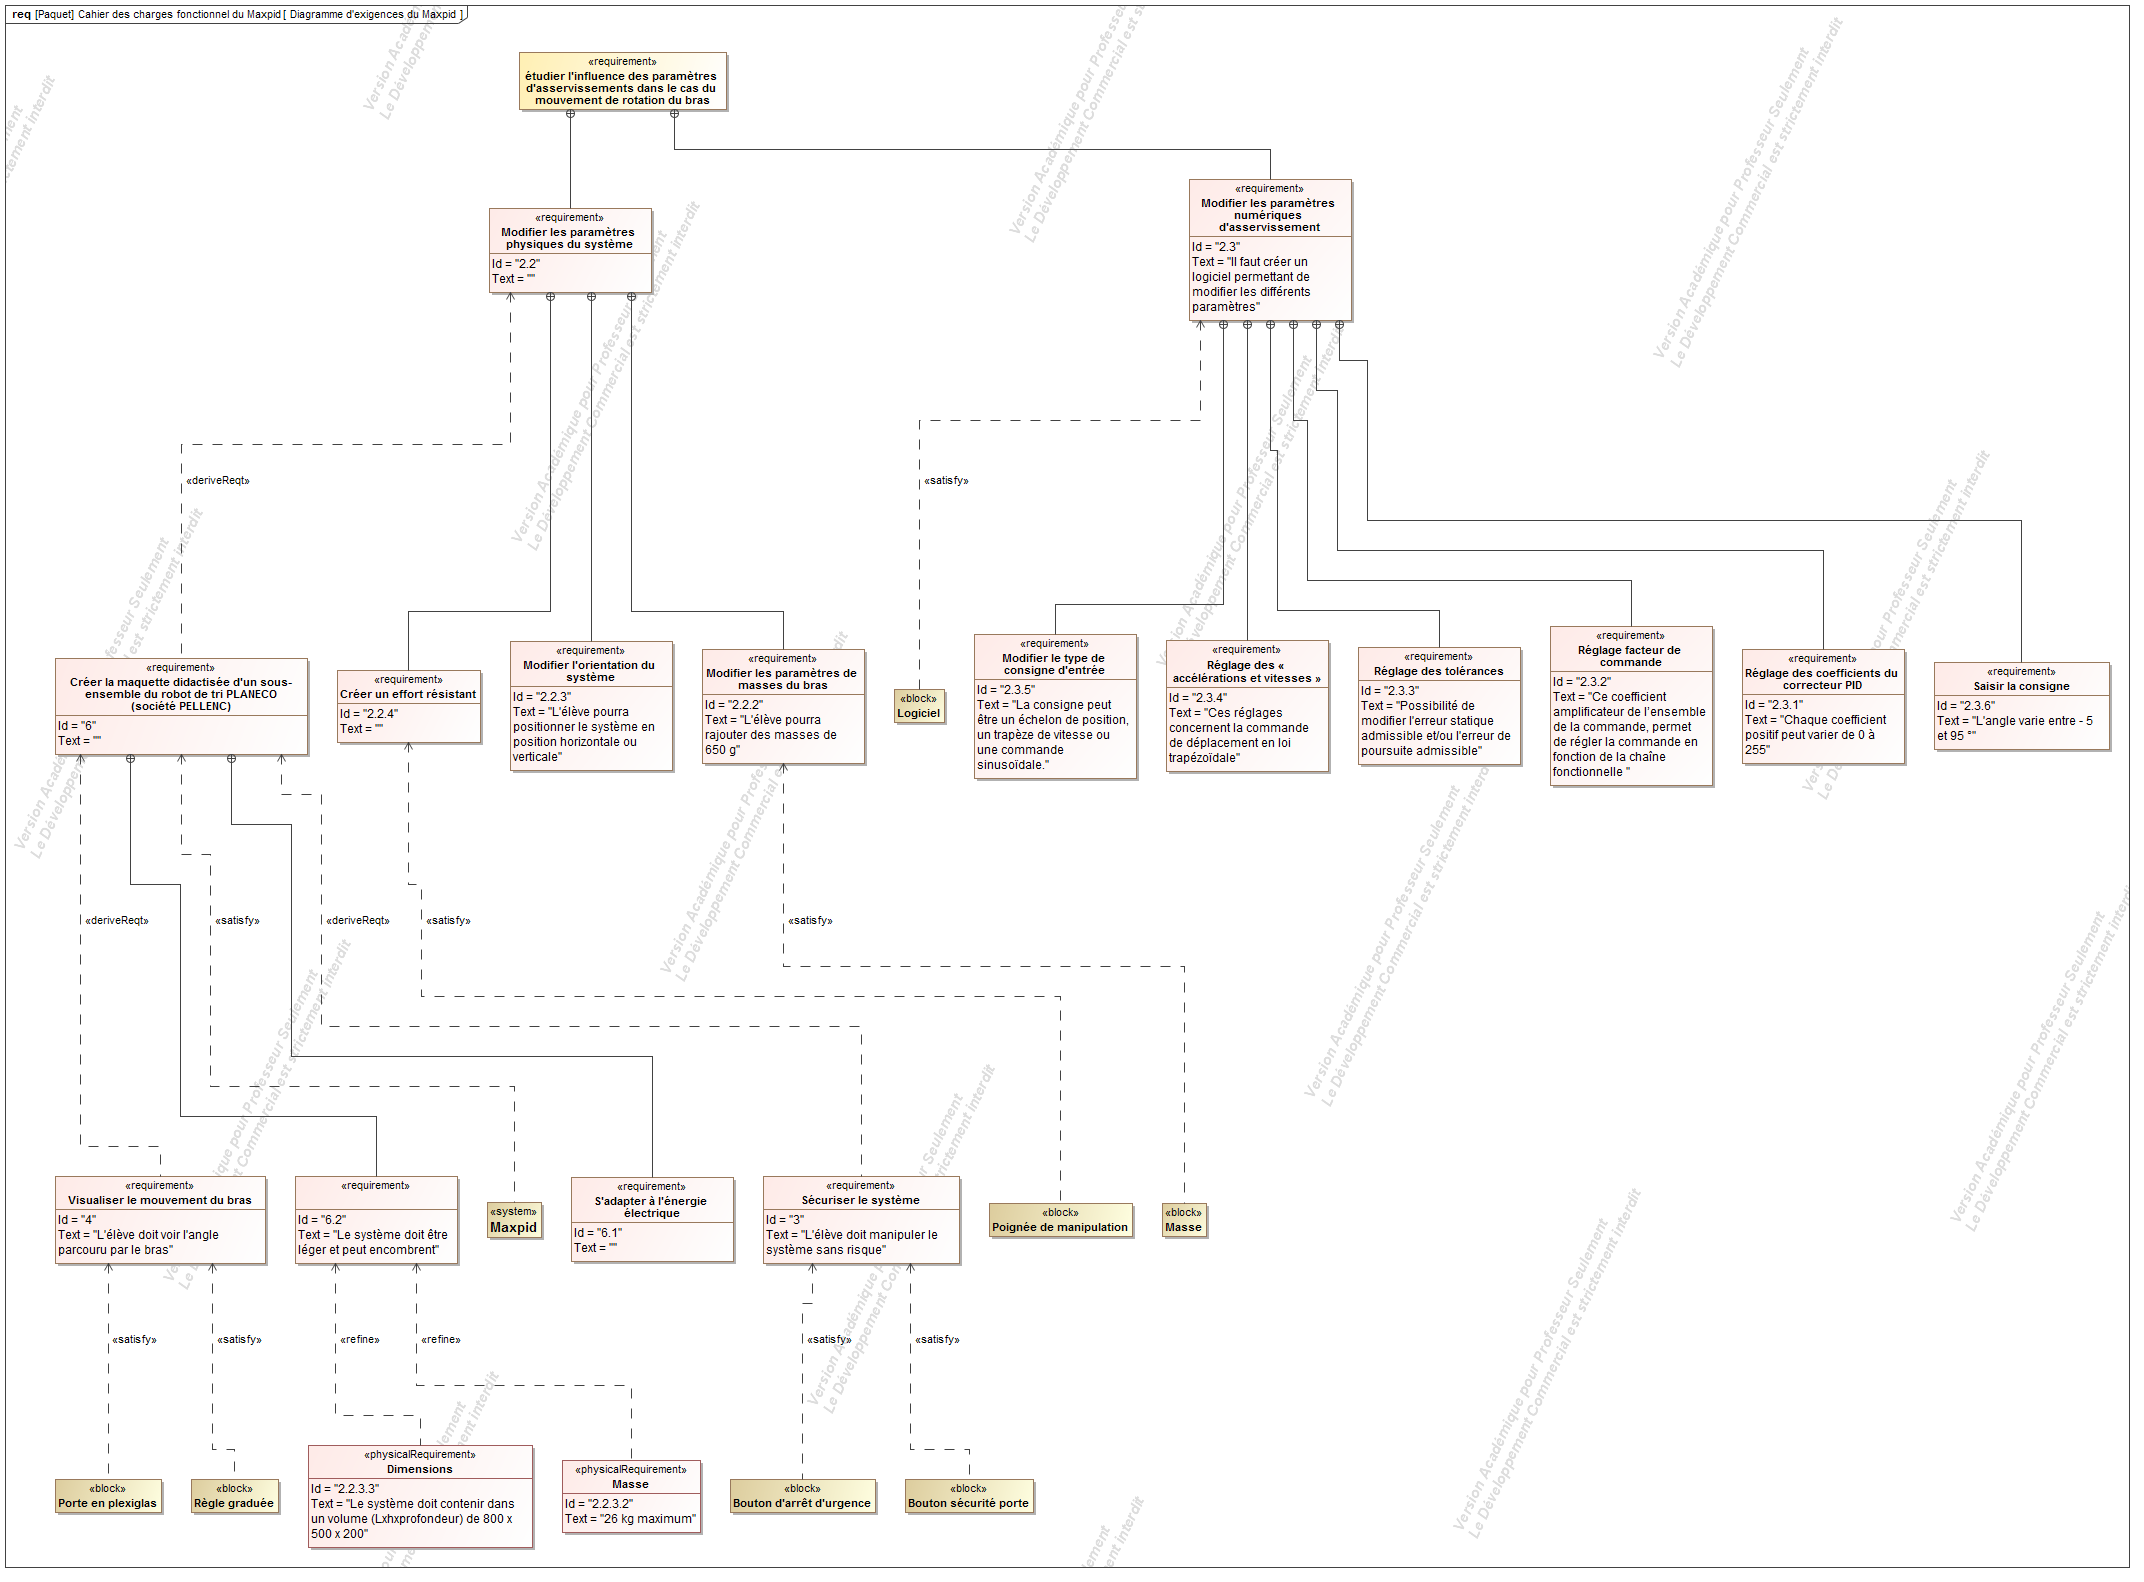 req [Paquet] Cahier des charges fonctionnel du Maxpid[ Diagramme d'exigences du Maxpid ]
«requirement»
étudier l'influence des paramètres
d'asservissements dans le cas du
mouvement de rotation du bras
«requirement»
Modifier les paramètres
numériques
d'asservissement
Id = "2.3"
Text = "Il faut créer un
logiciel permettant de
modifier les différents
paramètres"
«requirement»
Modifier les paramètres
physiques du système
Id = "2.2"
Text = ""
«deriveReqt»
«satisfy»
«requirement»
Créer la maquette didactisée d'un sous-
ensemble du robot de tri PLANECO
(société PELLENC)
Id = "6"
Text = ""
«requirement»
Créer un effort résistant
Id = "2.2.4"
Text = ""
«requirement»
Modifier l'orientation du
système
Id = "2.2.3"
Text = "L'élève pourra
positionner le système en
position horizontale ou
verticale"
«requirement»
Modifier les paramètres de
masses du bras
Id = "2.2.2"
Text = "L'élève pourra
rajouter des masses de
650 g"
«block»
Logiciel
«requirement»
Modifier le type de
consigne d'entrée
Id = "2.3.5"
Text = "La consigne peut
être un échelon de position,
un trapèze de vitesse ou
une commande
sinusoïdale."
«requirement»
Réglage des «
accélérations et vitesses »
Id = "2.3.4"
Text = "Ces réglages
concernent la commande
de déplacement en loi
trapézoïdale"
«requirement»
Réglage des tolérances
Id = "2.3.3"
Text = "Possibilité de
modifier l'erreur statique
admissible et/ou l'erreur de
poursuite admissible"
«requirement»
Réglage facteur de
commande
Id = "2.3.2"
Text = "Ce coefficient
amplificateur de l'ensemble
de la commande, permet
de régler la commande en
fonction de la chaîne
fonctionnelle "
«requirement»
Réglage des coefficients du
correcteur PID
Id = "2.3.1"
Text = "Chaque coefficient
positif peut varier de 0 à
255"
«requirement»
Saisir la consigne
Id = "2.3.6"
Text = "L'angle varie entre - 5
et 95 °"
«deriveReqt»
«satisfy»
«deriveReqt»
«satisfy»
«satisfy»
«requirement»
Visualiser le mouvement du bras
Id = "4"
Text = "L'élève doit voir l'angle
parcouru par le bras"
«requirement»
Id = "6.2"
Text = "Le système doit être
léger et peut encombrent"
«system»
Maxpid
«requirement»
S'adapter à l'énergie
électrique
Id = "6.1"
Text = ""
«requirement»
Sécuriser le système
Id = "3"
Text = "L'élève doit manipuler le
système sans risque"
«block»
Poignée de manipulation
«block»
Masse
«satisfy»
«satisfy»
«refine»
«refine»
«satisfy»
«satisfy»
«block»
Porte en plexiglas
«block»
Règle graduée
«physicalRequirement»
Dimensions
Id = "2.2.3.3"
Text = "Le système doit contenir dans
un volume (Lxhxprofondeur) de 800 x
500 x 200"
«physicalRequirement»
Masse
Id = "2.2.3.2"
Text = "26 kg maximum"
«block»
Bouton d'arrêt d'urgence
«block»
Bouton sécurité porte
Version Académique pour Professeur Seulement
Le Développement Commercial est strictement interdit